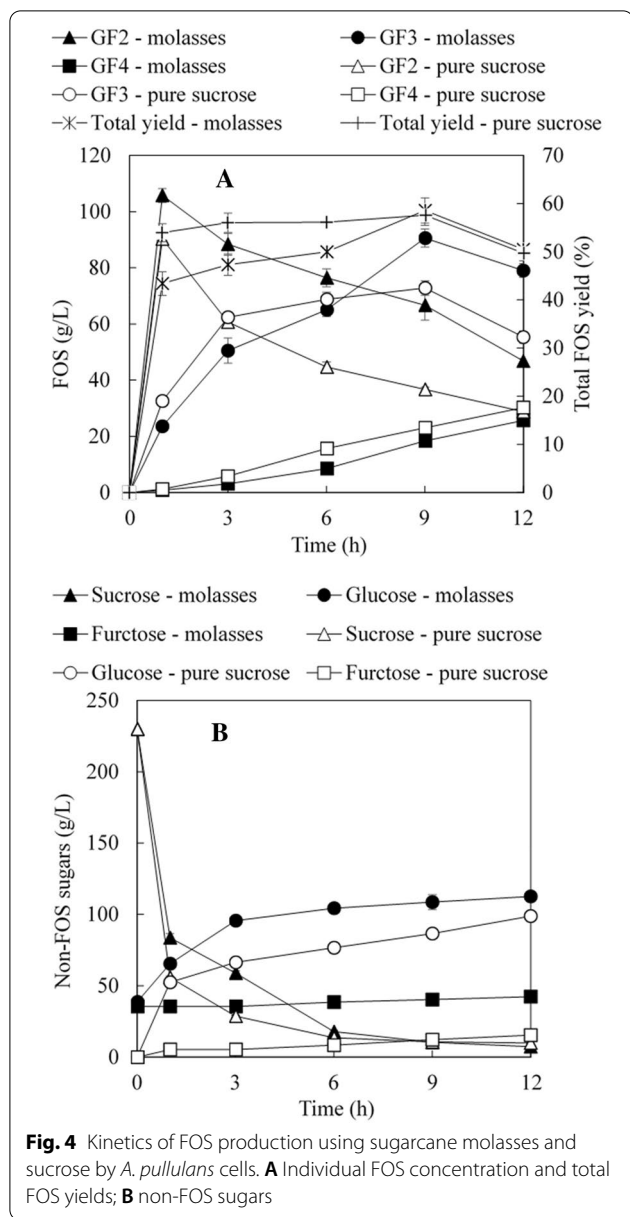 GF2 - molasses GF3 - molasses
GF4 - molasses GF2 - pure sucrose
GF3 - pure sucrose GF4 - pure sucrose
Total yield - molasses Total yield - pure sucrose
A
120
100
80
60
40
20
0
FOS (g/L)
70
60
50
40
30
20
10
0
Total FOS yield (%)
0 3 6 9 12
Time (h)
Sucrose - molasses Glucose - molasses
Furctose - molasses Sucrose - pure sucrose
Glucose - pure sucrose Furctose - pure sucrose
B
250
200
150
100
50
0
Non-FOS sugars (g/L)
0 3 6 9 12
Time (h)
Fig. 4 Kinetics of FOS production using sugarcane molasses and
sucrose by A. pullulans cells. A Individual FOS concentration and total
FOS yields; B non-FOS sugars